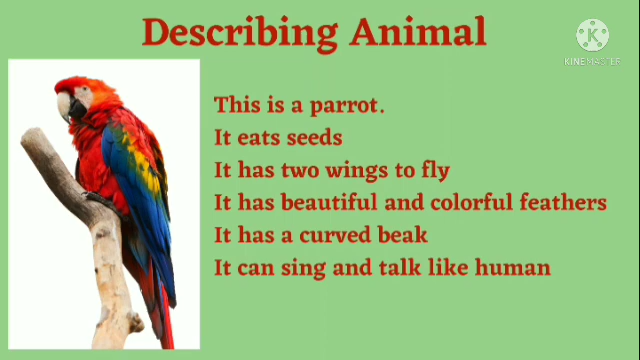 Describing Animal
K
KINEMASTER
This is a parrot.
It eats seeds
It has two wings to fly
It has beautiful and colorful feathers
It has a curved beak
It can sing and talk like human